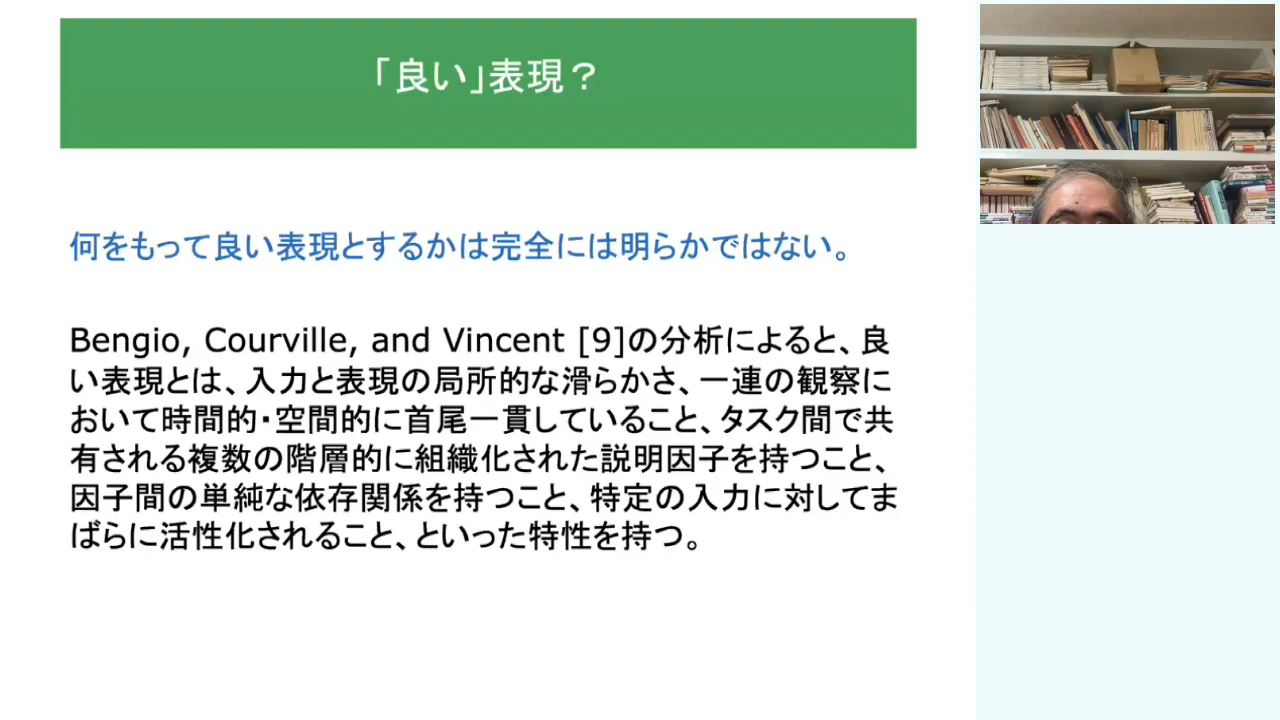 「良い」表現？
何をもって良い表現とするかは完全には明らかではない。
Bengio, Courville, and Vincent [9]の分析によると、良
い表現とは、入力と表現の局所的な滑らかさ、一連の観察に
おいて時間的・空間的に首尾一貫していること、タスク間で共
有される複数の階層的に組織化された説明因子を持つこと、
因子間の単純な依存関係を持つこと、特定の入力に対してま
ばらに活性化されること、といった特性を持つ。